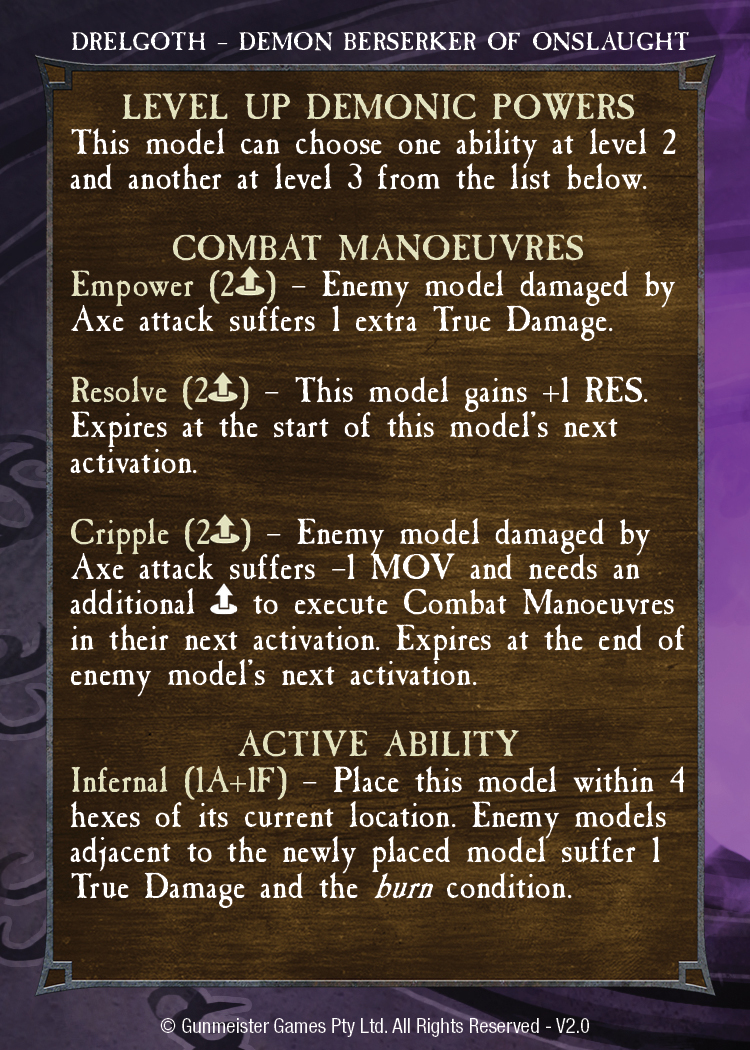 DRELGOTH – DEMON BERSERKER OF ONSLAUGHT
LEVEL UP DEMONIC POWERS
This model can choose one ability at level 2
and another at level 3 from the list below.
COMBAT MANOEUVRES
Empower (2) – Enemy model damaged by
Axe attack suffers 1 extra True Damage.
Resolve (2) – This model gains +1 RES.
Expires at the start of this model's next
activation.
Cripple (2) – Enemy model damaged by
Axe attack suffers –1 MOV and needs an
additional to execute Combat Manoeuvres
in their next activation. Expires at the end of
enemy model's next activation.
ACTIVE ABILITY
Infernal (1A+1F) – Place this model within 4
hexes of its current location. Enemy models
adjacent to the newly placed model suffer 1
True Damage and the burn condition.
© Gunmeister Games Pty Ltd. All Rights Reserved - V2.0